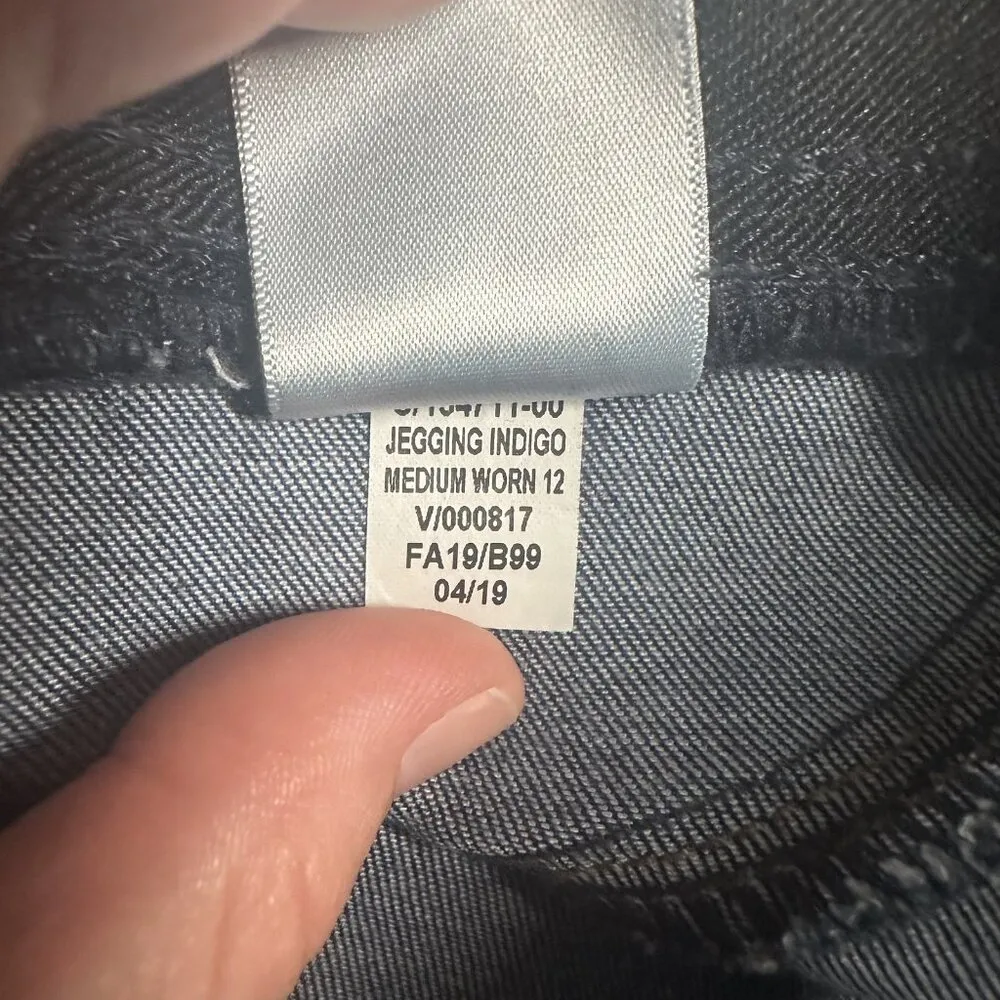 JEGGING INDIGO
MEDIUM WORN 12
V/000817
FA19/B99
04/19